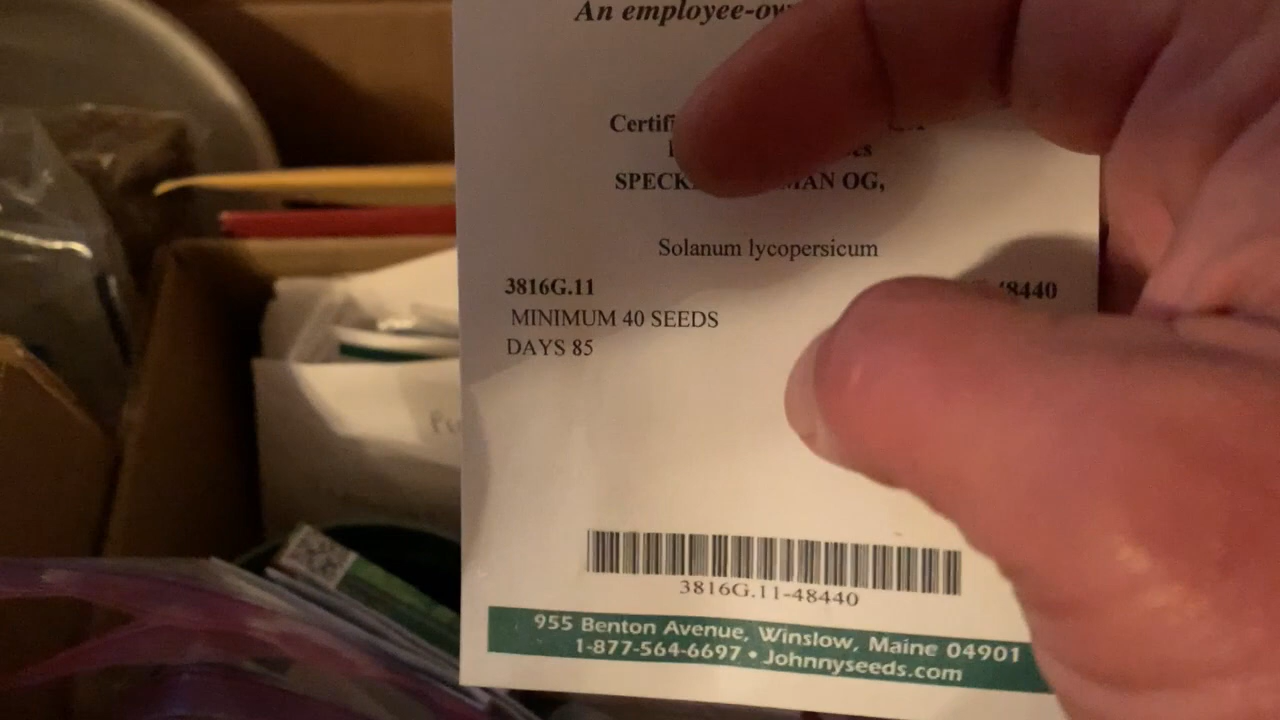 An employee-ow
Certif
SPECK MAN OG,
Solanum lycopersicum
3816G.11 48440
MINIMUM 40 SEEDS
DAYS 85
3816G.11-48440
955 Benton Avenue, Winslow, Maine 04901
1-877-564-6697 • Johnnyseeds.com